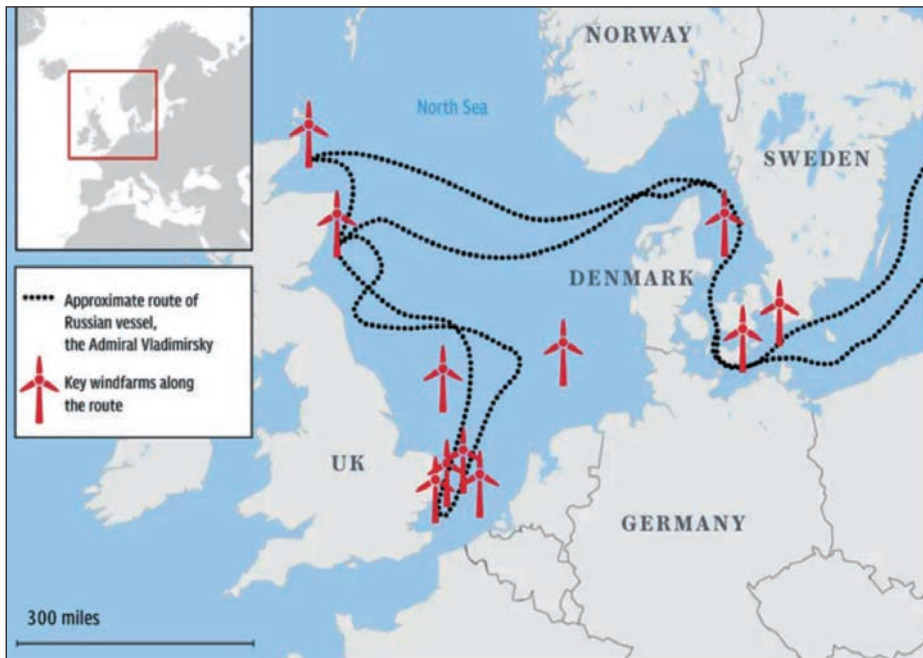 NORWAY
North Sea
SWEDEN
DENMARK
Approximate route of
Russian vessel,
the Admiral Vladimirsky
Key windfarms along
the route
UK
GERMANY
300 miles